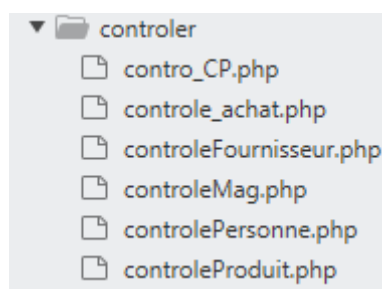 controler
contro_CP.php
controle_achat.php
controleFournisseur.php
controleMag.php
controlePersonne.php
controleProduit.php